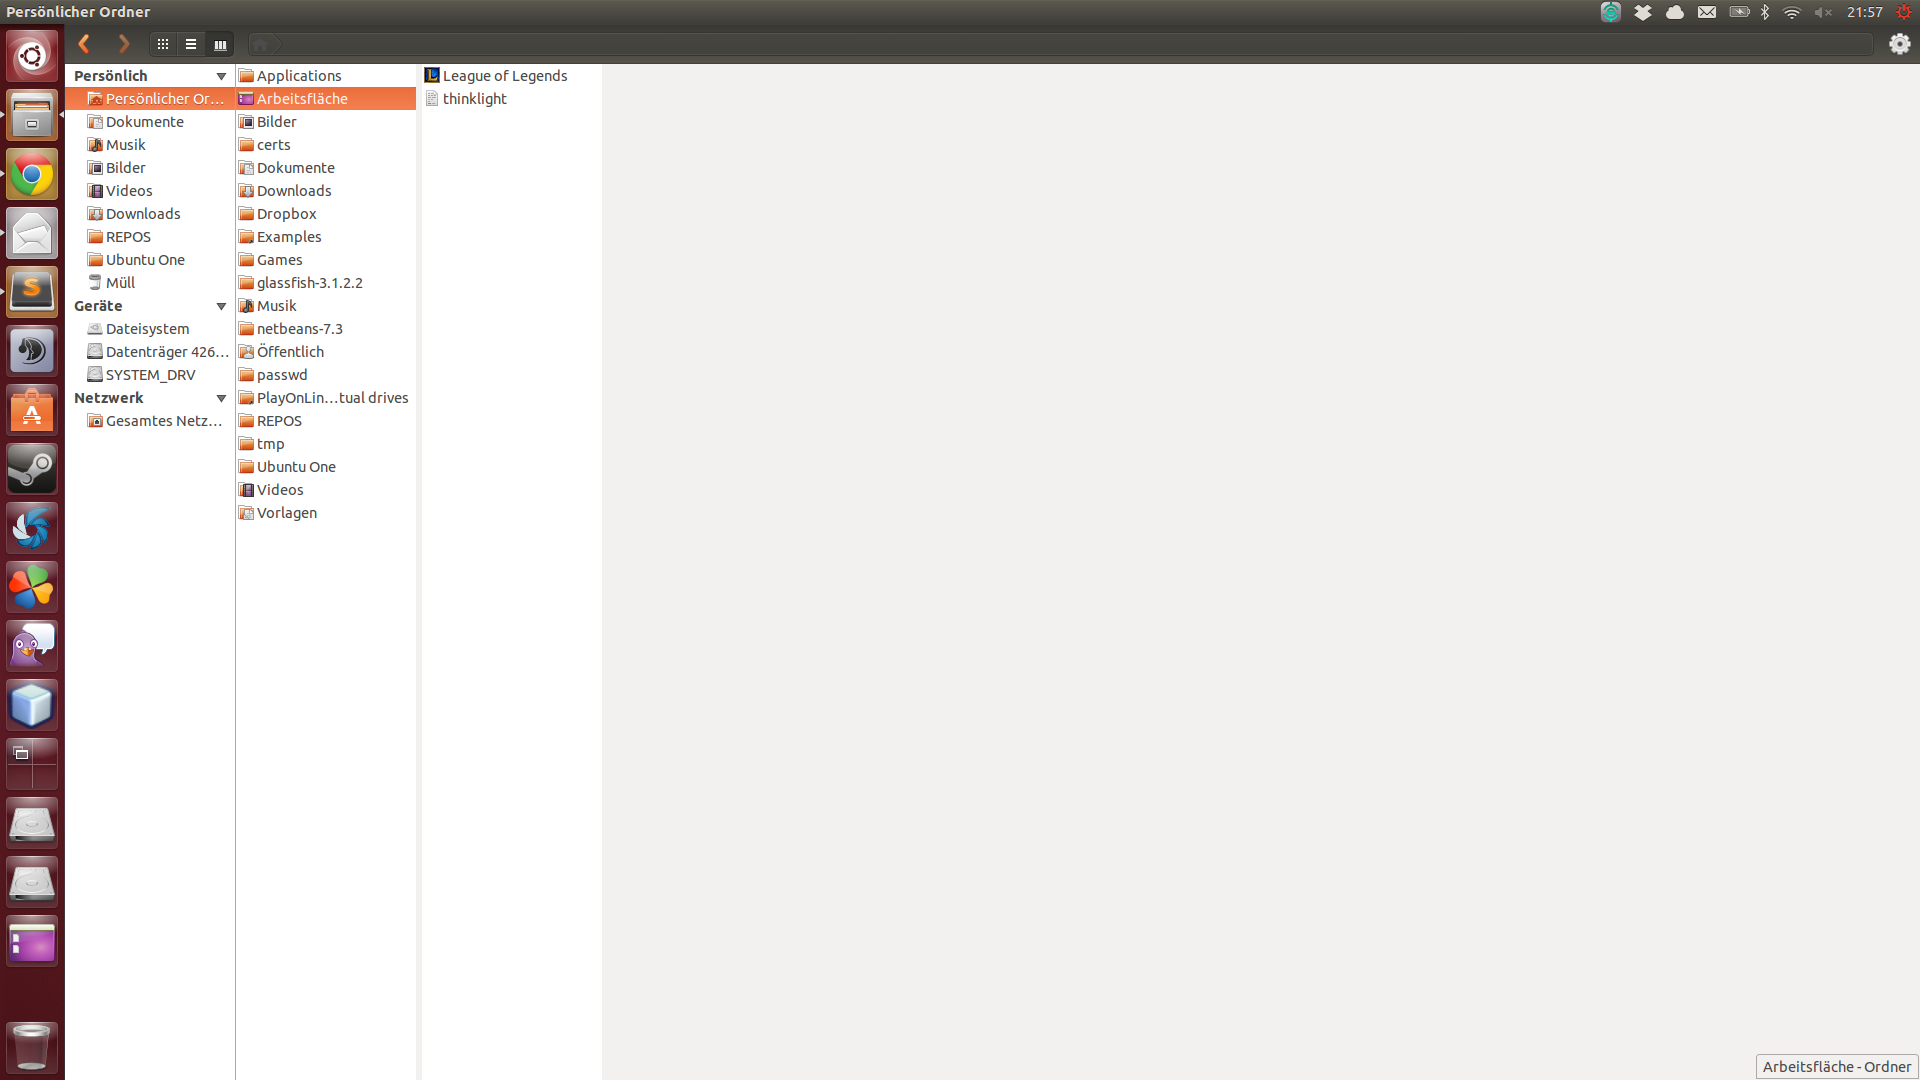 Persönlicher Ordner
21:57
Persönlich
Persönlicher Or...
Dokumente
Musik
Bilder
Videos
Downloads
REPOS
Ubuntu One
Müll
Geräte
Dateisystem
Datenträger 426...
SYSTEM_DRV
Netzwerk
Gesamtes Netz...
Applications
Arbeitsfläche
Bilder
certs
Dokumente
Downloads
Dropbox
Examples
Games
glassfish-3.1.2.2
Musik
netbeans-7.3
Öffentlich
passwd
PlayOnLin...tual drives
REPOS
tmp
Ubuntu One
Videos
Vorlagen
League of Legends
thinklight
Arbeitsfläche - Ordner